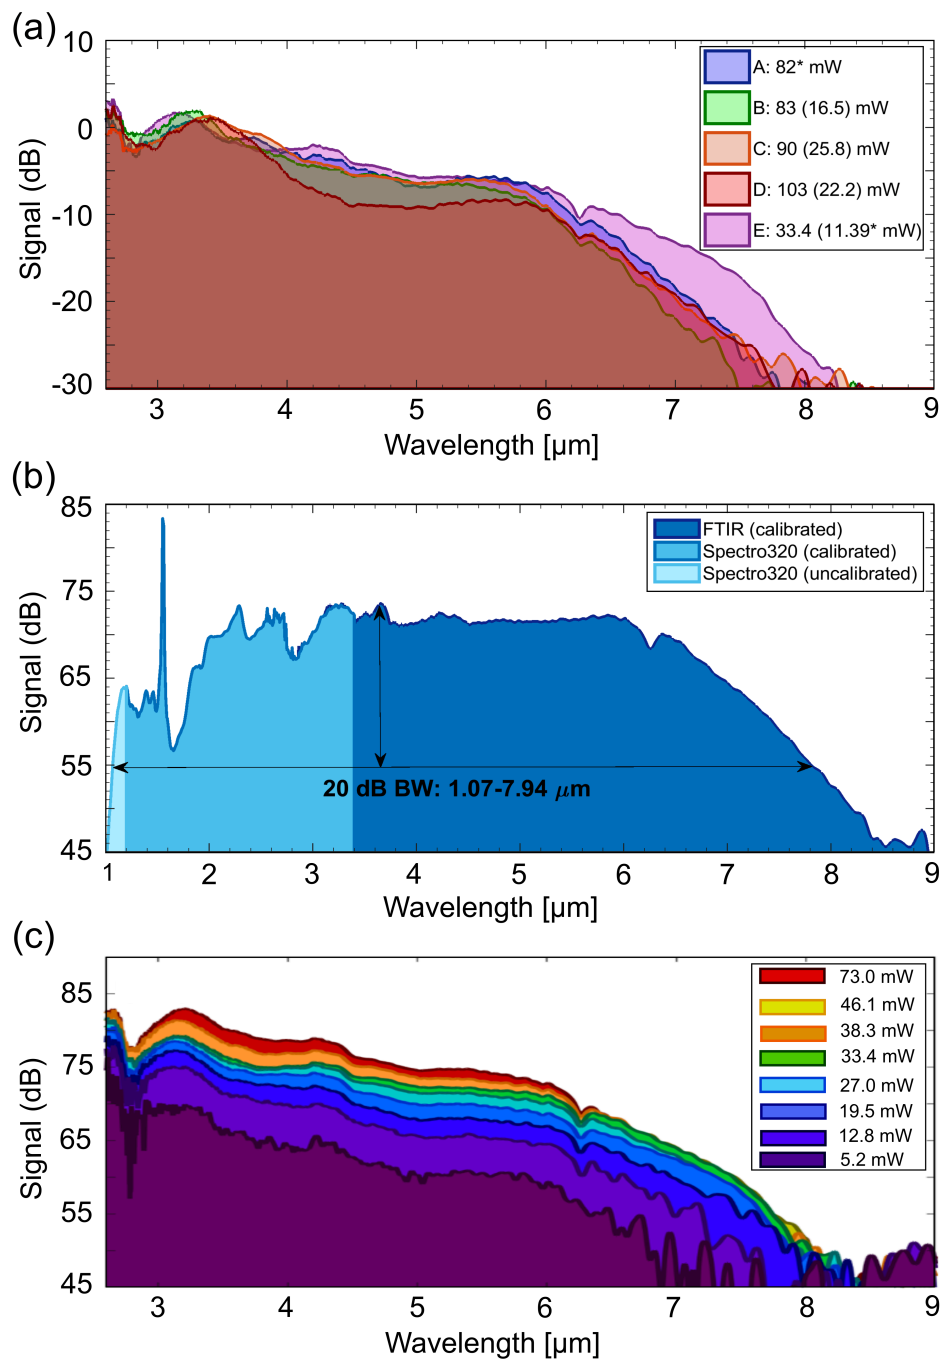 (a)
10
0
-10
-20
-30
Signal (dB)
A: 82* mW
B: 83 (16.5) mW
C: 90 (25.8) mW
D: 103 (22.2) mW
E: 33.4 (11.39* mW)
3 4 5 6 7 8 9
Wavelength [µm]
(b)
85
75
65
55
45
Signal (dB)
FTIR (calibrated)
Spectro320 (calibrated)
Spectro320 (uncalibrated)
20 dB BW: 1.07-7.94 µm
1 2 3 4 5 6 7 8 9
Wavelength [µm]
(c)
85
75
65
55
45
Signal (dB)
73.0 mW
46.1 mW
38.3 mW
33.4 mW
27.0 mW
19.5 mW
12.8 mW
5.2 mW
3 4 5 6 7 8 9
Wavelength [µm]